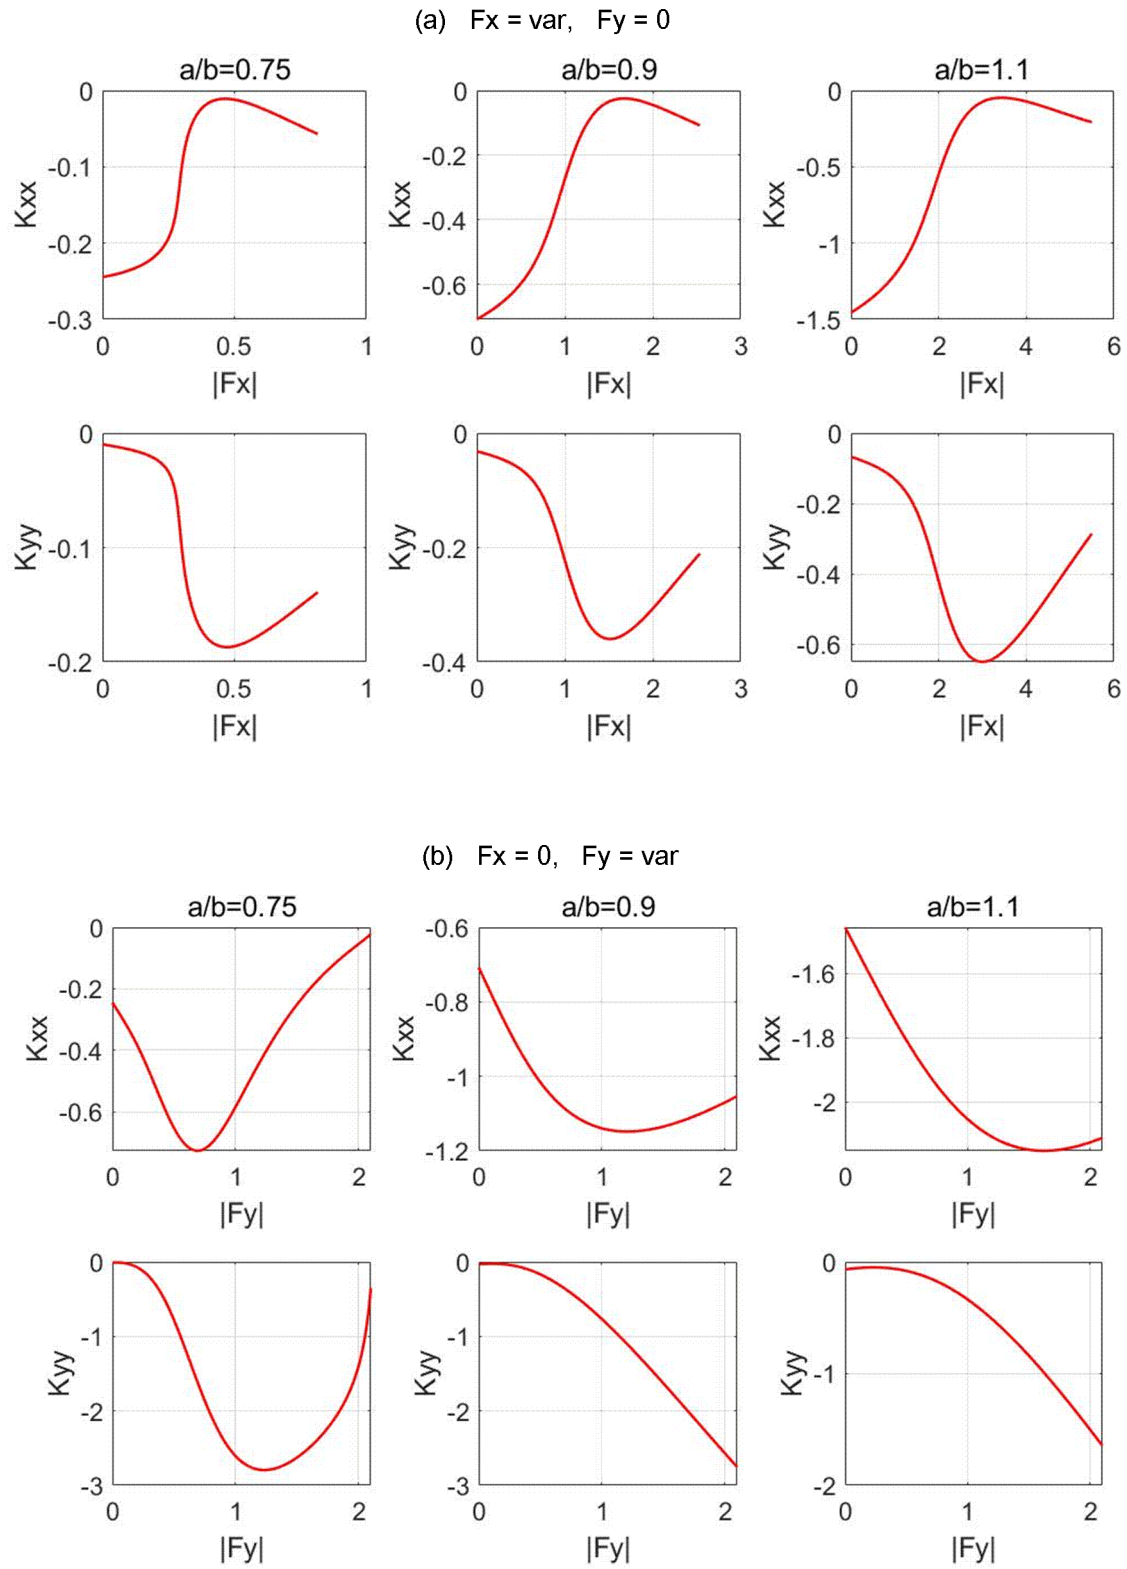 (a) Fx = var, Fy = 0
a/b=0.75 a/b=0.9 a/b=1.1
0 0 0
-0.1 -0.2 -0.5
Kxx Kxx Kxx
-0.2 -0.4 -1
-0.6
-0.3 -1.5
0 0.5 1 0 1 2 3 0 2 4 6
|Fx| |Fx| |Fx|
0 0 0
-0.2
Kyy -0.1 Kyy -0.2 Kyy
-0.4
-0.6
-0.2 -0.4
0 0.5 1 0 1 2 3 0 2 4 6
|Fx| |Fx| |Fx|
(b) Fx = 0, Fy = var
a/b=0.75 a/b=0.9 a/b=1.1
0 -0.6
-1.6
-0.2 -0.8
Kxx Kxx Kxx -1.8
-0.4 -1
-0.6 -2
-1.2
0 1 2 0 1 2 0 1 2
|Fy| |Fy| |Fy|
0 0 0
-1 -1
Kyy Kyy Kyy -1
-2 -2
-3 -3 -2
0 1 2 0 1 2 0 1 2
|Fy| |Fy| |Fy|